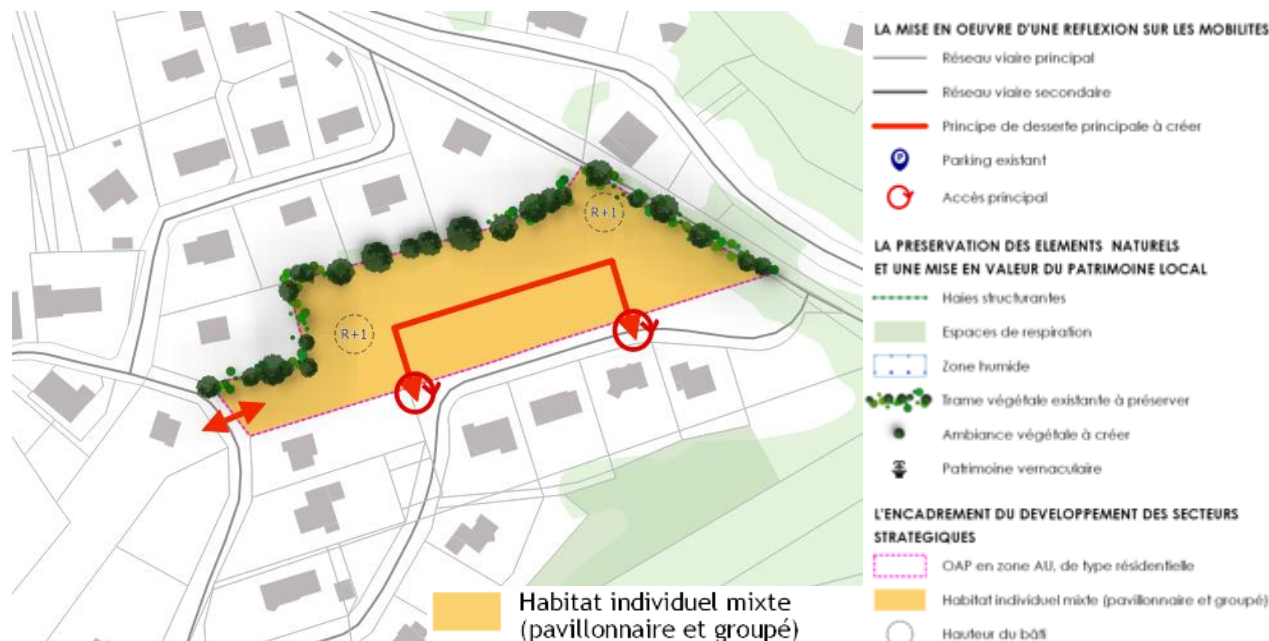 R+1
R+1
Habitat individuel mixte
(pavillonnaire et groupé)
LA MISE EN OEUVRE D'UNE REFLEXION SUR LES MOBILITES
Réseau viaire principal
Réseau viaire secondaire
Principe de desserte principale à créer
P
Parking existant
Accès principal
LA PRESERVATION DES ELEMENTS NATURELS
ET UNE MISE EN VALEUR DU PATRIMOINE LOCAL
Haies structurantes
Espaces de respiration
Zone humide
Trame végétale existante à préserver
Ambiance végétale à créer
Patrimoine vernaculaire
L'ENCADREMENT DU DEVELOPPEMENT DES SECTEURS
STRATEGIQUES
OAP en zone AU, de type résidentielle
Habitat individuel mixte (pavillonnaire et groupé)
Hauteur du bâti